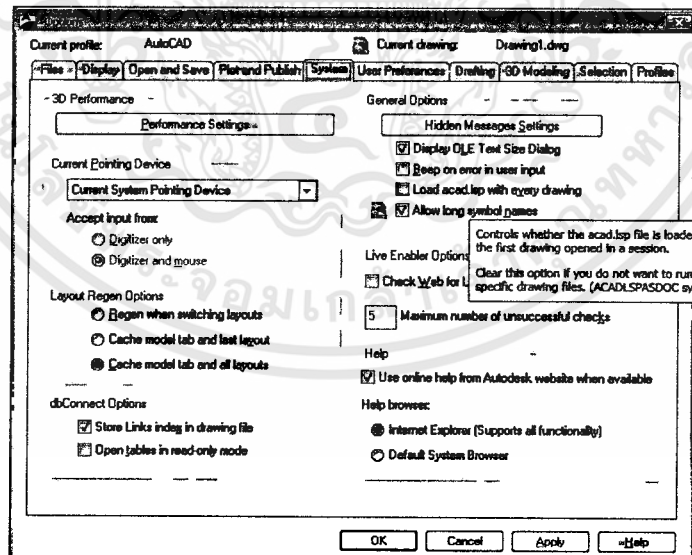 Current profile: AutoCAD Current drawing: Drawing1.dwg
Files Display Open and Save Plot and Publish System User Preferences Drafting 3D Modeling Selection Profiles
3D Performance
Performance Settings
Current Pointing Device
Current System Pointing Device
Accept input from:
Digitizer only
Digitizer and mouse
Layout Regen Options
Regen when switching layouts
Cache model tab and last layout
Cache model tab and all layouts
dbConnect Options
Store Links index in drawing file
Open tables in read-only mode
General Options
Hidden Messages Settings
Display OLE Text Size Dialog
Beep on error in user input
Load acad.lsp with every drawing
Allow long symbol names
Controls whether the acad.lsp file is loade
the first drawing opened in a session.
Clear this option if you do not want to run
specific drawing files. (ACADLSPASDOC sy
Live Enabler Options
Check Web for L
5 Maximum number of unsuccessful checks
Help
Use online help from Autodesk website when available
Help browser:
Internet Explorer (Supports all functionality)
Default System Browser
OK Cancel Apply Help